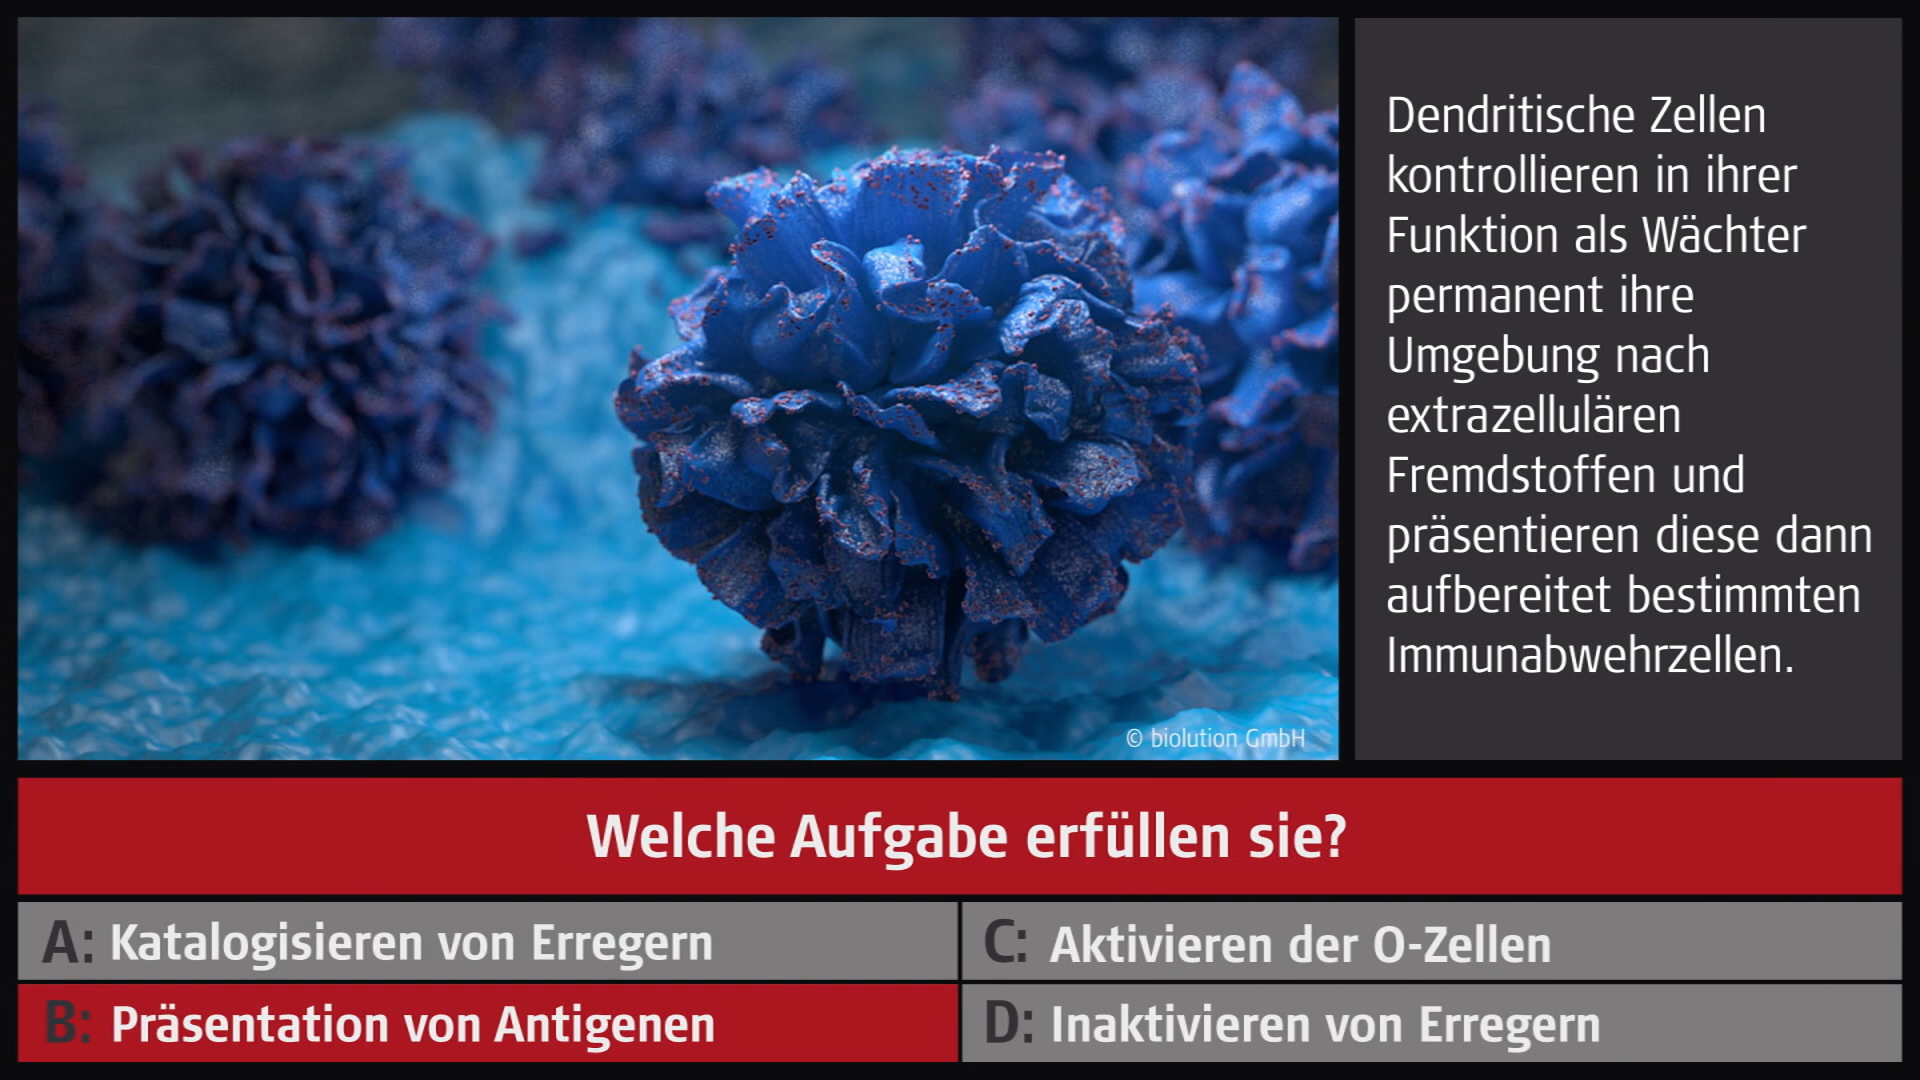 Dendritische Zellen
kontrollieren in ihrer
Funktion als Wächter
permanent ihre
Umgebung nach
extrazellulären
Fremdstoffen und
präsentieren diese dann
aufbereitet bestimmten
Immunabwehrzellen.
© biolution GmbH
Welche Aufgabe erfüllen sie?
A: Katalogisieren von Erregern
B: Präsentation von Antigenen
C: Aktivieren der O-Zellen
D: Inaktivieren von Erregern